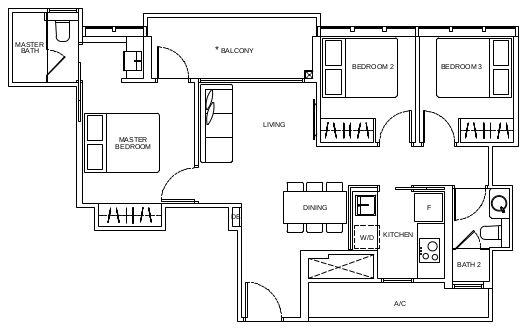 MASTER
BATH
* BALCONY
BEDROOM 2
BEDROOM 3
LIVING
MASTER
BEDROOM
DINING
F
DB
W/D
KITCHEN
BATH 2
A/C